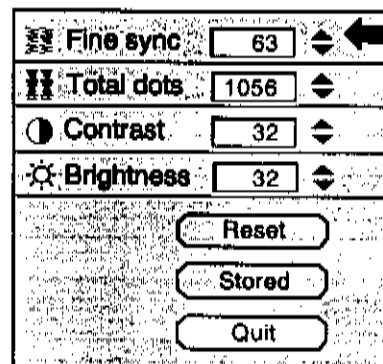 Fine sync 63
Total dots 1056
Contrast 32
Brightness 32
Reset
Stored
Quit